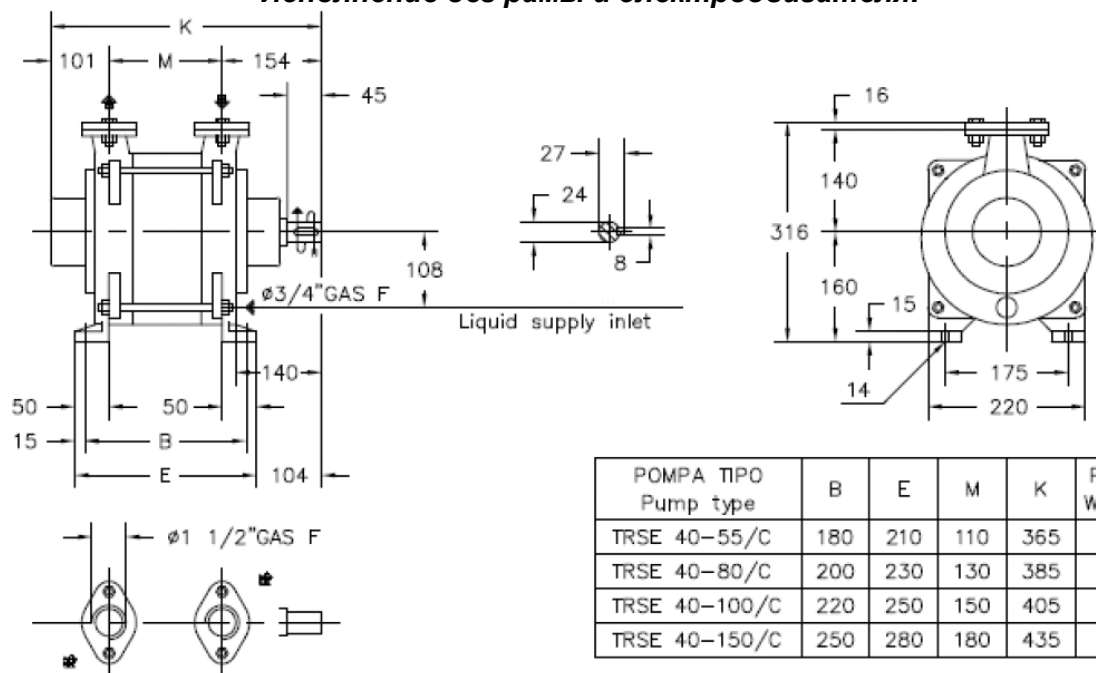 Исполнение без рамы и электродвигателя.
K
101 M 154
45
16
27
24
140
316
108
8
160
ø3/4"GAS F
15
Liquid supply inlet
140
175
14
50 50
220
15 B
E 104
ø1 1/2"GAS F
POMPA TIPO
Pump type B E M K
TRSE 40-55/C 180 210 110 365
TRSE 40-80/C 200 230 130 385
TRSE 40-100/C 220 250 150 405
TRSE 40-150/C 250 280 180 435